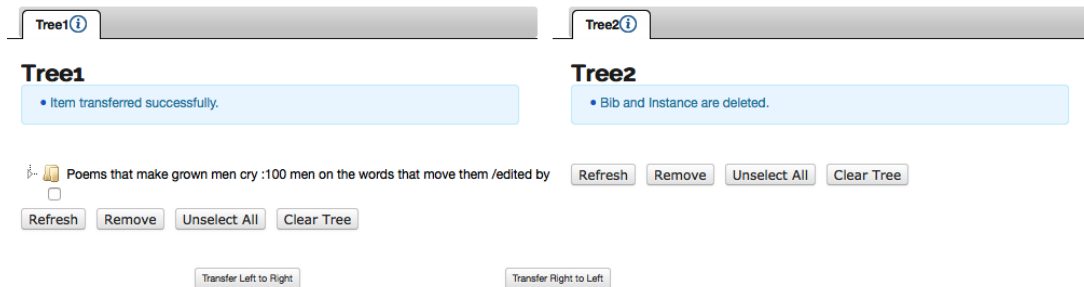 Tree1
Tree2
Tree1
Tree2
• Item transferred successfully.
• Bib and Instance are deleted.
Poems that make grown men cry :100 men on the words that move them /edited by
Refresh Remove Unselect All Clear Tree
Refresh Remove Unselect All Clear Tree
Transfer Left to Right
Transfer Right to Left